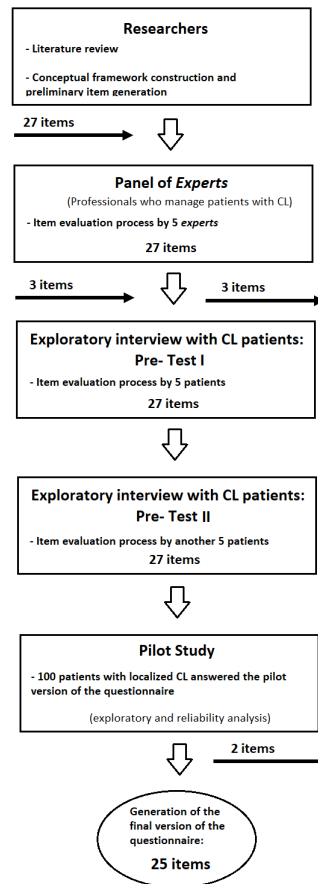 Researchers
- Literature review
- Conceptual framework construction and
preliminary item generation
27 items
Panel of Experts
(Professionals who manage patients with CL)
- Item evaluation process by 5 experts
27 items
3 items
3 items
Exploratory interview with CL patients:
Pre- Test I
- Item evaluation process by 5 patients
27 items
Exploratory interview with CL patients:
Pre- Test II
- Item evaluation process by another 5 patients
27 items
Pilot Study
- 100 patients with localized CL answered the pilot
version of the questionnaire
(exploratory and reliability analysis)
2 items
Generation of the
final version of the
questionnaire:
25 items